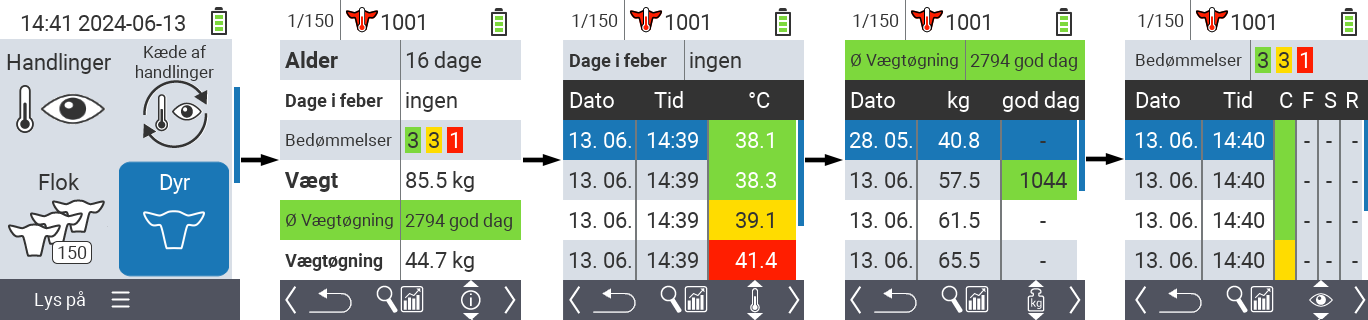 14:41 2024-06-13
Handlinger
Kæde af
handlinger
Flok
150
Dyr
Lys på
1/150 1001
Alder 16 dage
Dage i feber ingen
Bedømmelser 3 3 1
Vægt 85.5 kg
Ø Vægtøgning 2794 god dag
Vægtøgning 44.7 kg
1/150 1001
Dage i feber ingen
Dato Tid °C
13. 06. 14:39 38.1
13. 06. 14:39 38.3
13. 06. 14:39 39.1
13. 06. 14:39 41.4
1/150 1001
Ø Vægtøgning 2794 god dag
Dato kg god dag
28. 05. 40.8 -
13. 06. 57.5 1044
13. 06. 61.5 -
13. 06. 65.5 -
kg
1/150 1001
Bedømmelser 3 3 1
Dato Tid C F S R
13. 06. 14:40 - - -
13. 06. 14:40 - - -
13. 06. 14:40 - - -
13. 06. 14:40 - - -